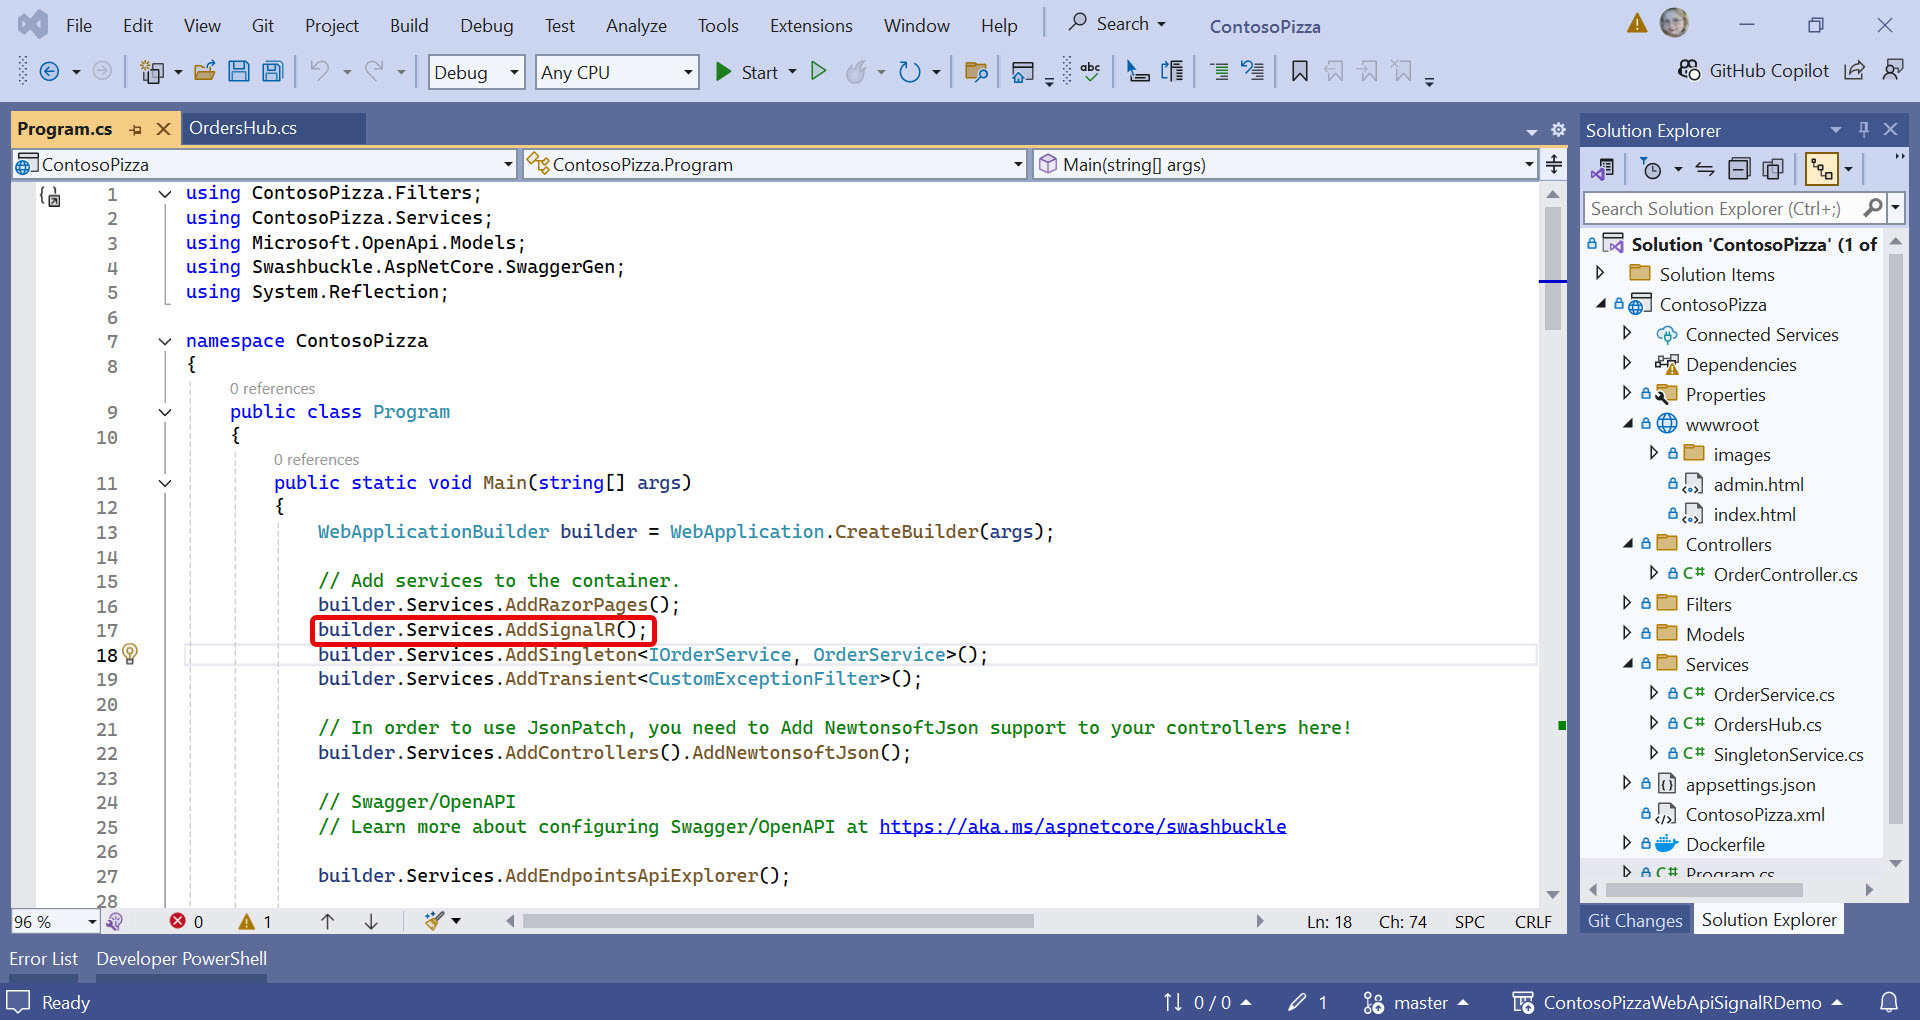 File Edit View Git Project Build Debug Test Analyze Tools Extensions Window Help Search ContosoPizza
Debug Any CPU Start abc GitHub Copilot
Program.cs OrdersHub.cs
ContosoPizza ContosoPizza.Program Main(string[] args)
1 using ContosoPizza.Filters;
2 using ContosoPizza.Services;
3 using Microsoft.OpenApi.Models;
4 using Swashbuckle.AspNetCore.SwaggerGen;
5 using System.Reflection;
6
7 namespace ContosoPizza
8 {
0 references
9 public class Program
10 {
0 references
11 public static void Main(string[] args)
12 {
13 WebApplicationBuilder builder = WebApplication.CreateBuilder(args);
14
15 // Add services to the container.
16 builder.Services.AddRazorPages();
17 builder.Services.AddSignalR();
18 builder.Services.AddSingleton<IOrderService, OrderService>();
19 builder.Services.AddTransient<CustomExceptionFilter>();
20
21 // In order to use JsonPatch, you need to Add NewtonsoftJson support to your controllers here!
22 builder.Services.AddControllers().AddNewtonsoftJson();
23
24 // Swagger/OpenAPI
25 // Learn more about configuring Swagger/OpenAPI at https://aka.ms/aspnetcore/swashbuckle
26
27 builder.Services.AddEndpointsApiExplorer();
28
96 % 0 1 Ln: 18 Ch: 74 SPC CRLF
Solution Explorer
Search Solution Explorer (Ctrl+;)
Solution 'ContosoPizza' (1 of
Solution Items
ContosoPizza
Connected Services
Dependencies
Properties
wwwroot
images
admin.html
index.html
Controllers
C# OrderController.cs
Filters
Models
Services
C# OrderService.cs
C# OrdersHub.cs
C# SingletonService.cs
appsettings.json
ContosoPizza.xml
Dockerfile
C# Program.cs
Git Changes Solution Explorer
Error List Developer PowerShell
Ready 0 / 0 1 master ContosoPizzaWebApiSignalRDemo